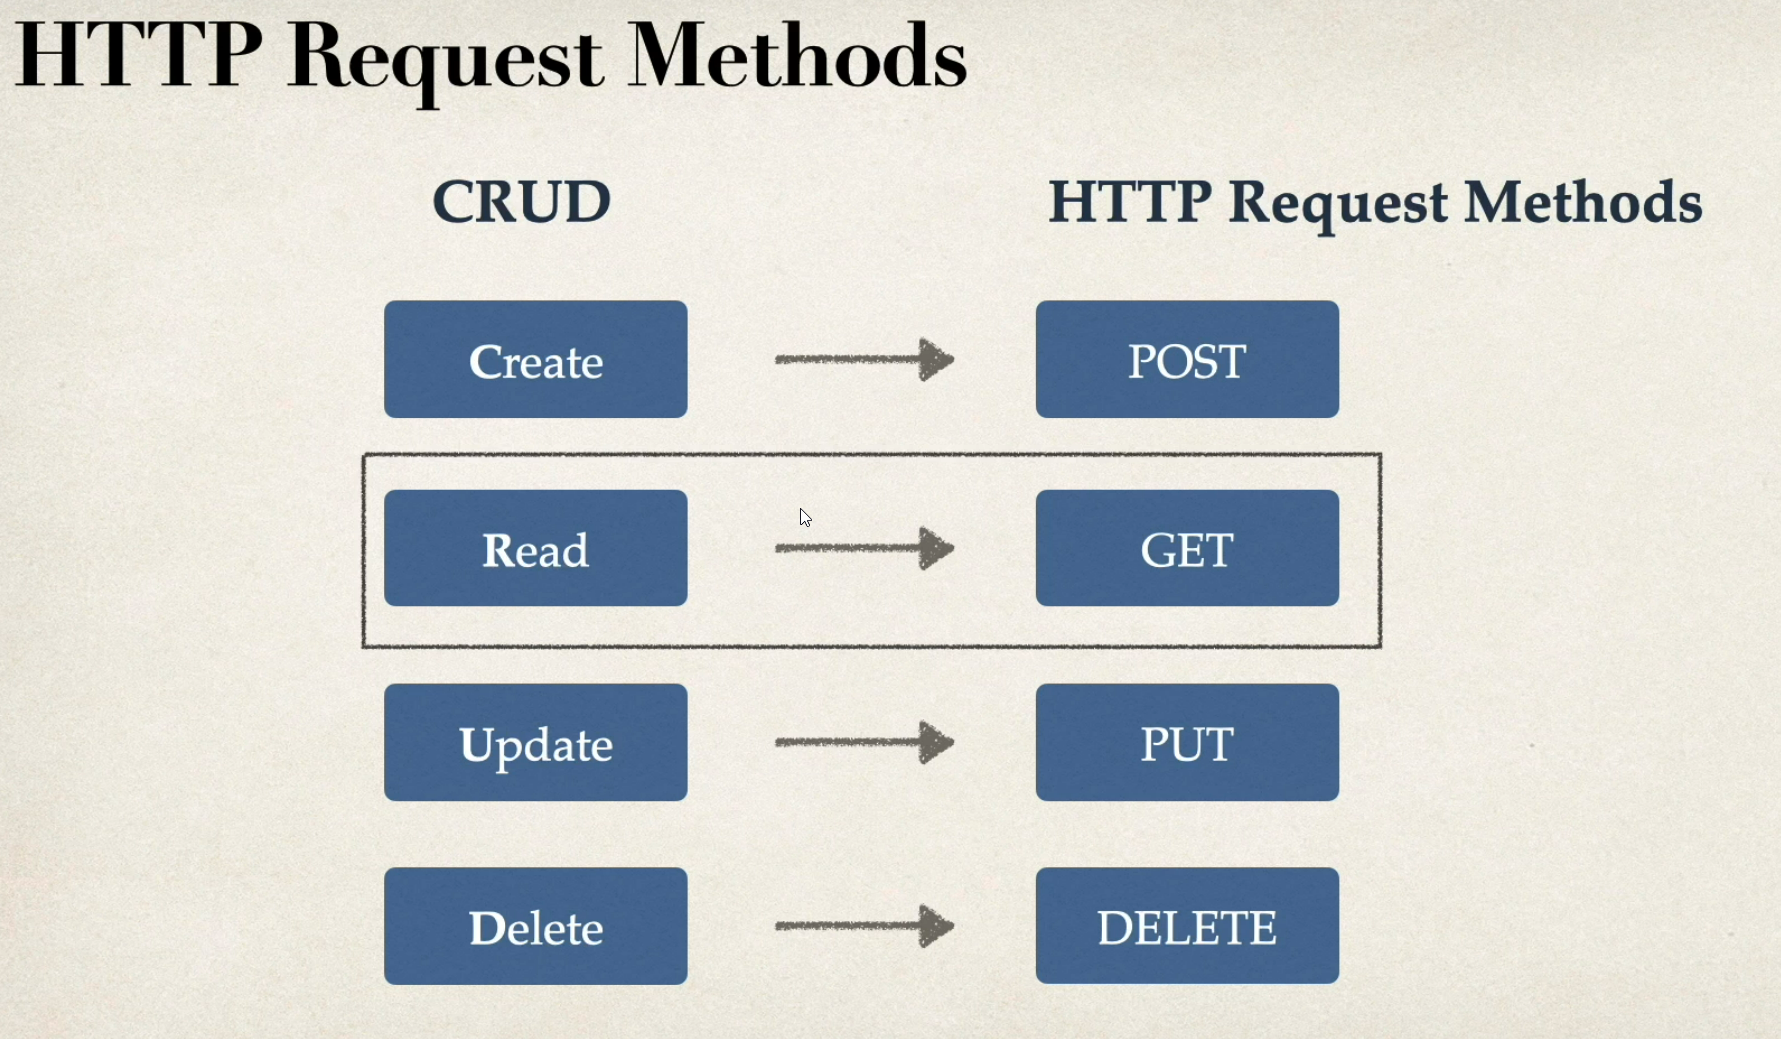 HTTP Request Methods
CRUD HTTP Request Methods
Create POST
Read GET
Update PUT
Delete DELETE